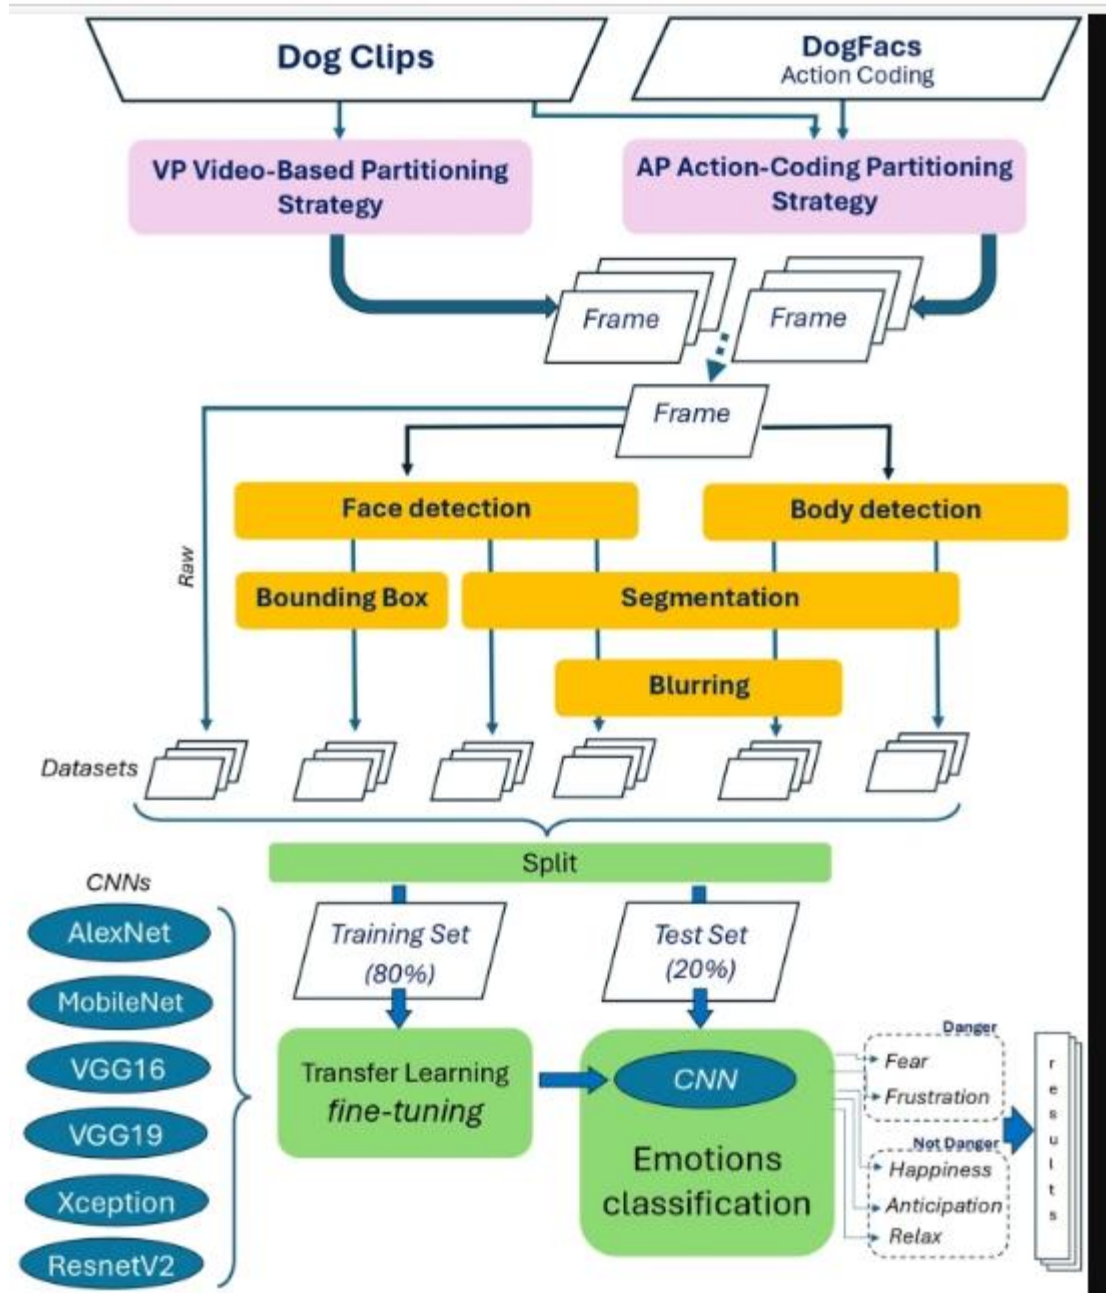 Dog Clips
DogFacs
Action Coding
VP Video-Based Partitioning
Strategy
AP Action-Coding Partitioning
Strategy
Frame
Frame
Frame
Raw
Face detection
Body detection
Bounding Box
Segmentation
Blurring
Datasets
Split
CNNs
AlexNet
MobileNet
VGG16
VGG19
Xception
ResnetV2
Training Set
(80%)
Test Set
(20%)
Transfer Learning
fine-tuning
CNN
Emotions
classification
Danger
Fear
Frustration
Not Danger
Happiness
Anticipation
Relax
results